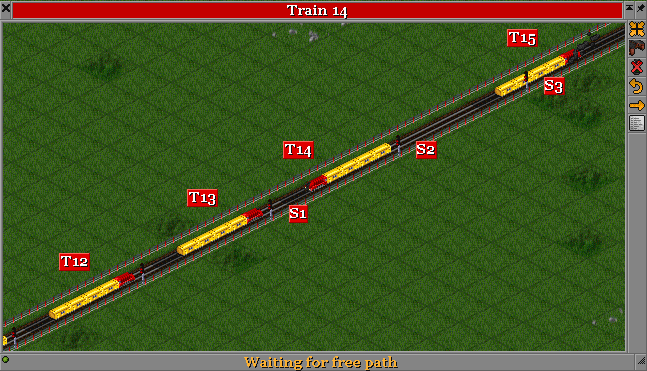 Train 14
T15
S3
T14
S2
T13
S1
T12
Waiting for free path